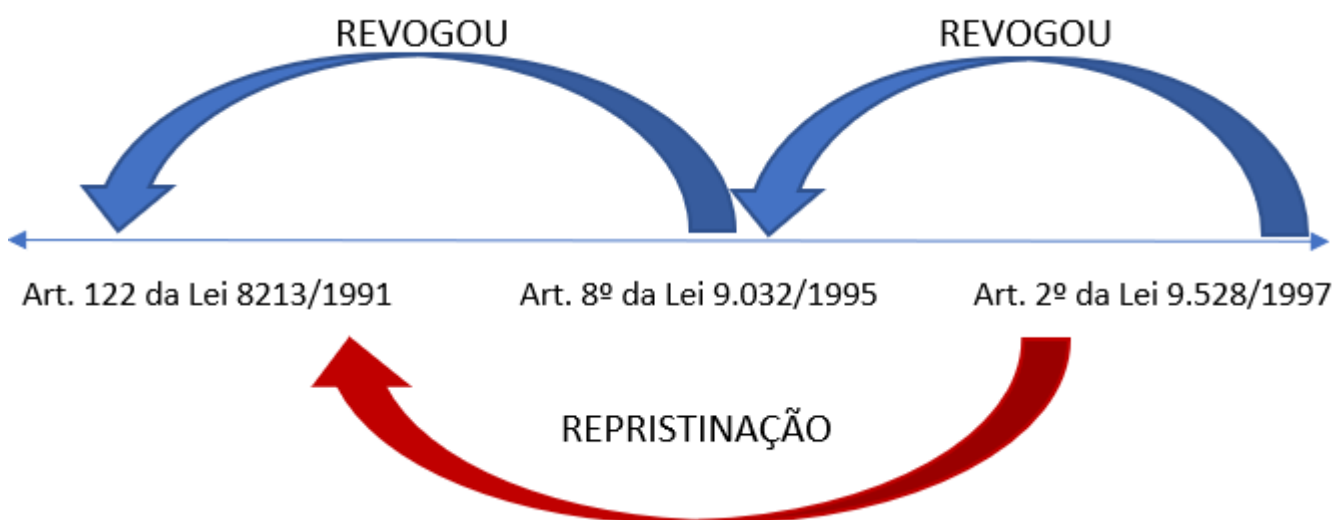 REVOGOU
REVOGOU
Art. 122 da Lei 8213/1991
Art. 8º da Lei 9.032/1995
Art. 2º da Lei 9.528/1997
REPRISTINAÇÃO